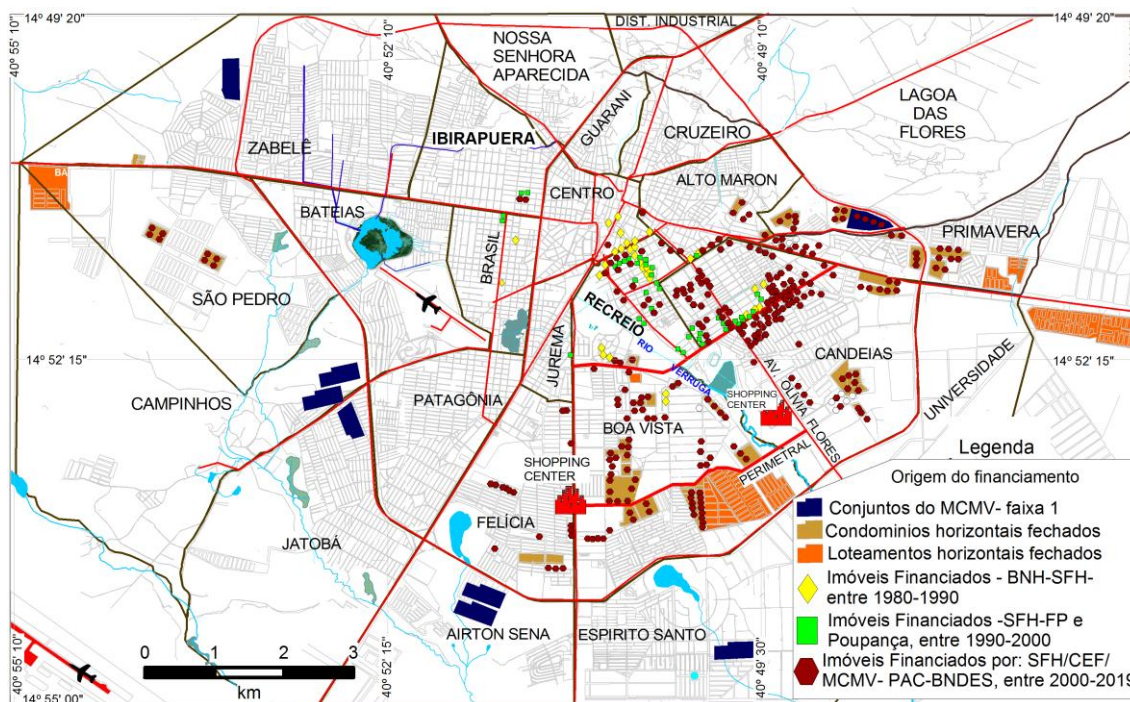 14º 49' 20"
DIST. INDUSTRIAL
14º 49' 20"
40º 55' 10"
40º 52' 10"
40º 49' 10"
NOSSA
SENHORA
APARECIDA
GUARANI
CRUZEIRO
LAGOA
DAS
FLORES
ZABELÊ
IBIRAPUERA
CENTRO
ALTO MARON
BA
BATEIAS
BRASIL
PRIMAVERA
SÃO PEDRO
RECREIO
JUREMA
RIO
VERRUGA
14º 52' 15"
14º 52' 15"
CANDEIAS
AV. OLÍVIA FLORES
UNIVERSIDADE
CAMPINHOS
PATAGÔNIA
SHOPPING
CENTER
BOA VISTA
PERIMETRAL
SHOPPING
CENTER
FELÍCIA
JATOBÁ
AIRTON SENA
ESPIRITO SANTO
40º 55' 10"
14º 55' 00"
40º 52' 15"
40º 49' 30"
0 1 2 3
km
Legenda
Origem do financiamento
Conjuntos do MCMV- faixa 1
Condominios horizontais fechados
Loteamentos horizontais fechados
Imóveis Financiados - BNH-SFH-
entre 1980-1990
Imóveis Financiados -SFH-FP e
Poupança, entre 1990-2000
Imóveis Financiados por: SFH/CEF/
MCMV- PAC-BNDES, entre 2000-2019